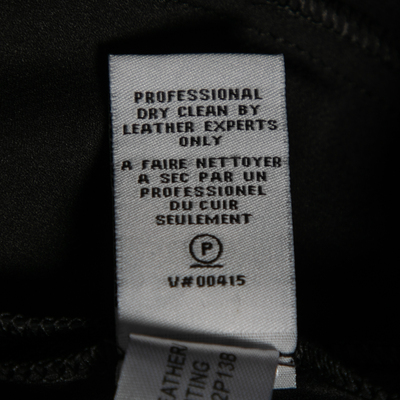 PROFESSIONAL
DRY CLEAN BY
LEATHER EXPERTS
ONLY
A FAIRE NETTOYER
A SEC PAR UN
PROFESSIONEL
DU CUIR
SEULEMENT
P
V#00415